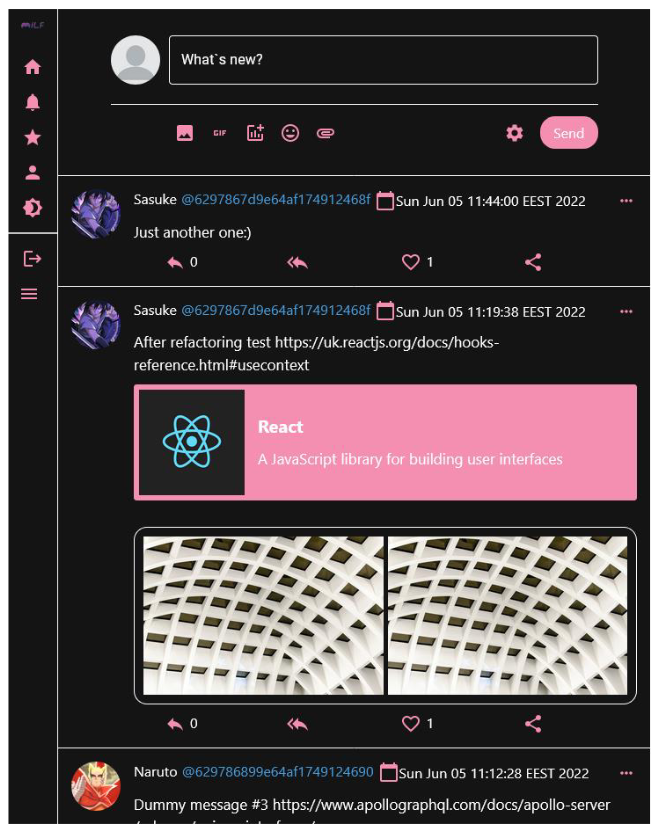 MILF
What`s new?
GIF
Send
Sasuke @6297867d9e64af174912468f Sun Jun 05 11:44:00 EEST 2022
Just another one:)
0 1
Sasuke @6297867d9e64af174912468f Sun Jun 05 11:19:38 EEST 2022
After refactoring test https://uk.reactjs.org/docs/hooks-
reference.html#usecontext
React
A JavaScript library for building user interfaces
0 1
Naruto @629786899e64af1749124690 Sun Jun 05 11:12:28 EEST 2022
Dummy message #3 https://www.apollographql.com/docs/apollo-server